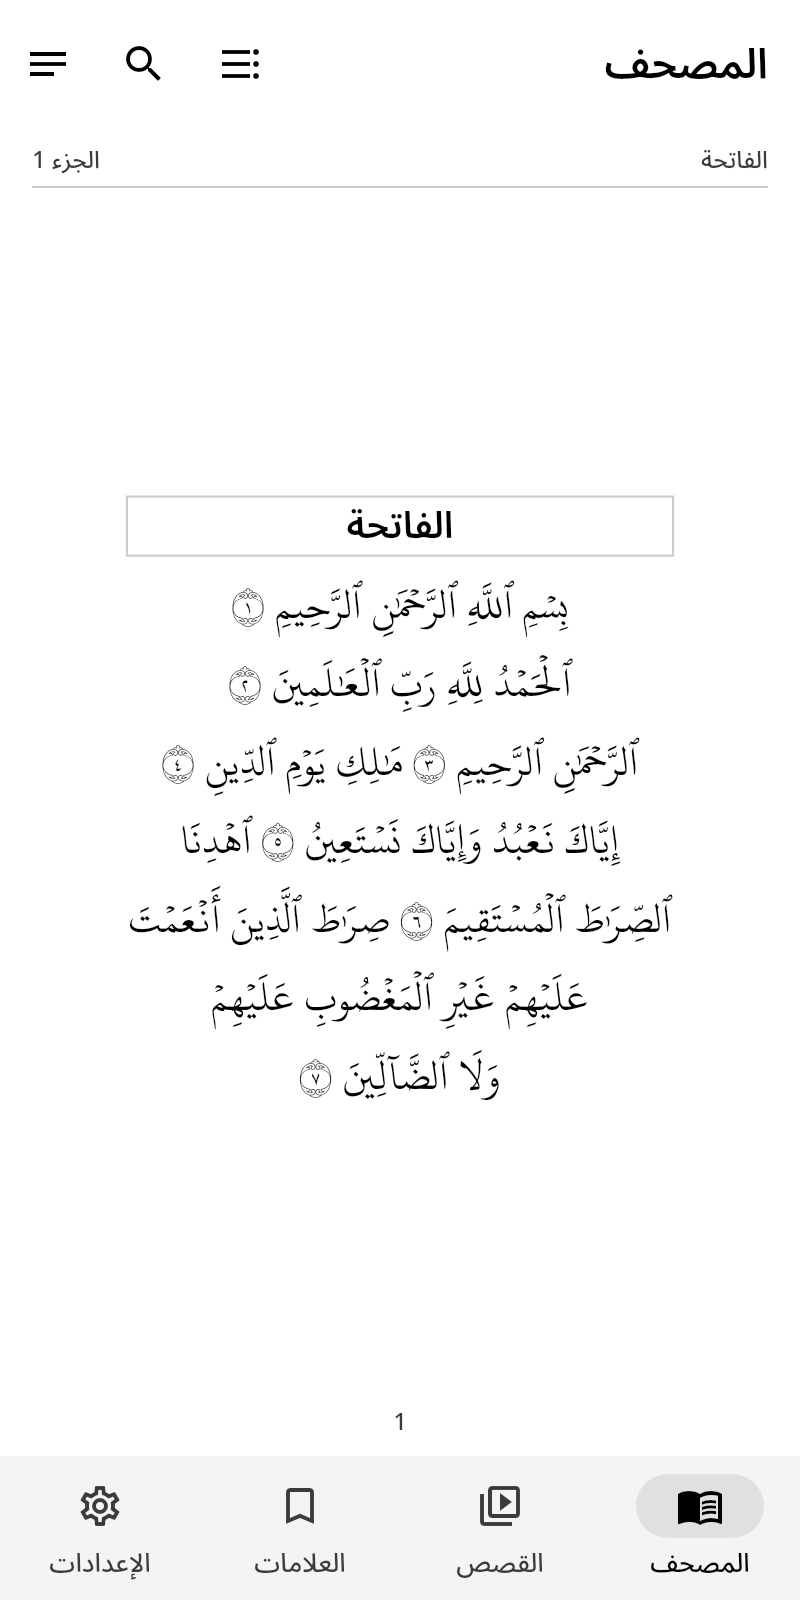 المصحف
الفاتحة
الجزء 1
الفاتحة
بِسۡمِ ٱللَّهِ ٱلرَّحۡمَٰنِ ٱلرَّحِيمِ ١
ٱلۡحَمۡدُ لِلَّهِ رَبِّ ٱلۡعَٰلَمِينَ ٢
ٱلرَّحۡمَٰنِ ٱلرَّحِيمِ ٣ مَٰلِكِ يَوۡمِ ٱلدِّينِ ٤
إِيَّاكَ نَعۡبُدُ وَإِيَّاكَ نَسۡتَعِينُ ٥ ٱهۡدِنَا
ٱلصِّرَٰطَ ٱلۡمُسۡتَقِيمَ ٦ صِرَٰطَ ٱلَّذِينَ أَنۡعَمۡتَ
عَلَيۡهِمۡ غَيۡرِ ٱلۡمَغۡضُوبِ عَلَيۡهِمۡ
وَلَا ٱلضَّآلِّينَ ٧
1
المصحف
القصص
العلامات
الإعدادات